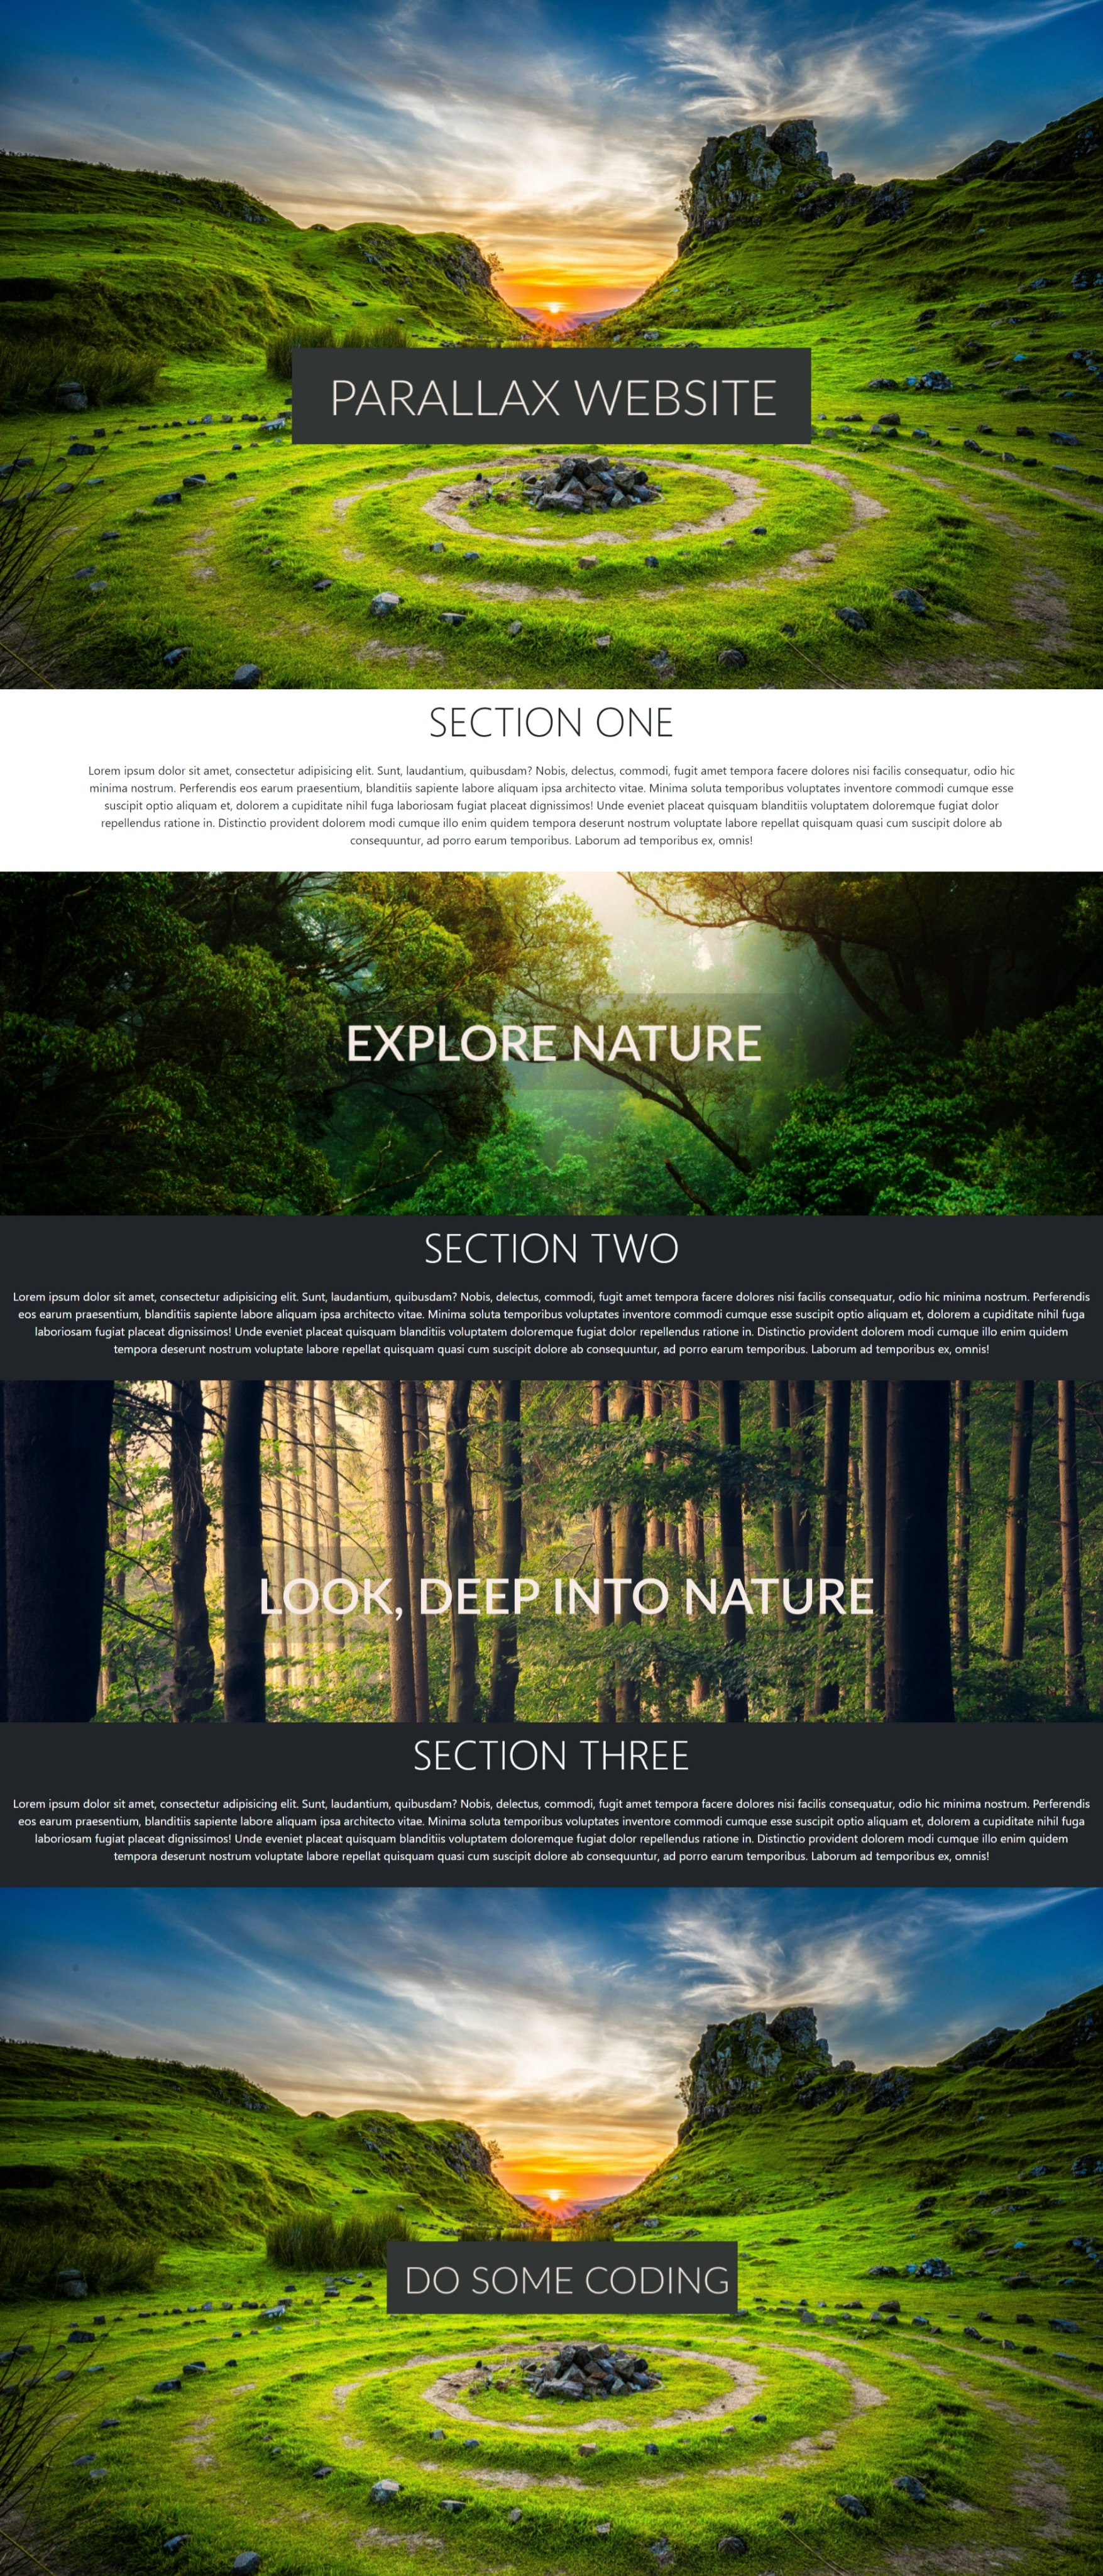 PARALLAX WEBSITE
SECTION ONE
Lorem ipsum dolor sit amet, consectetur adipisicing elit. Sunt, laudantium, quibusdam? Nobis, delectus, commodi, fugit amet tempora facere dolores nisi facilis consequatur, odio hic
minima nostrum. Perferendis eos earum praesentium, blanditiis sapiente labore aliquam ipsa architecto vitae. Minima soluta temporibus voluptates inventore commodi cumque esse
suscipit optio aliquam et, dolorem a cupiditate nihil fuga laboriosam fugiat placeat dignissimos! Unde eveniet placeat quisquam blanditiis voluptatem doloremque fugiat dolor
repellendus ratione in. Distinctio provident dolorem modi cumque illo enim quidem tempora deserunt nostrum voluptate labore repellat quisquam quasi cum suscipit dolore ab
consequuntur, ad porro earum temporibus. Laborum ad temporibus ex, omnis!
EXPLORE NATURE
SECTION TWO
Lorem ipsum dolor sit amet, consectetur adipisicing elit. Sunt, laudantium, quibusdam? Nobis, delectus, commodi, fugit amet tempora facere dolores nisi facilis consequatur, odio hic minima nostrum. Perferendis
eos earum praesentium, blanditiis sapiente labore aliquam ipsa architecto vitae. Minima soluta temporibus voluptates inventore commodi cumque esse suscipit optio aliquam et, dolorem a cupiditate nihil fuga
laboriosam fugiat placeat dignissimos! Unde eveniet placeat quisquam blanditiis voluptatem doloremque fugiat dolor repellendus ratione in. Distinctio provident dolorem modi cumque illo enim quidem
tempora deserunt nostrum voluptate labore repellat quisquam quasi cum suscipit dolore ab consequuntur, ad porro earum temporibus. Laborum ad temporibus ex, omnis!
LOOK, DEEP INTO NATURE
SECTION THREE
Lorem ipsum dolor sit amet, consectetur adipisicing elit. Sunt, laudantium, quibusdam? Nobis, delectus, commodi, fugit amet tempora facere dolores nisi facilis consequatur, odio hic minima nostrum. Perferendis
eos earum praesentium, blanditiis sapiente labore aliquam ipsa architecto vitae. Minima soluta temporibus voluptates inventore commodi cumque esse suscipit optio aliquam et, dolorem a cupiditate nihil fuga
laboriosam fugiat placeat dignissimos! Unde eveniet placeat quisquam blanditiis voluptatem doloremque fugiat dolor repellendus ratione in. Distinctio provident dolorem modi cumque illo enim quidem
tempora deserunt nostrum voluptate labore repellat quisquam quasi cum suscipit dolore ab consequuntur, ad porro earum temporibus. Laborum ad temporibus ex, omnis!
DO SOME CODING